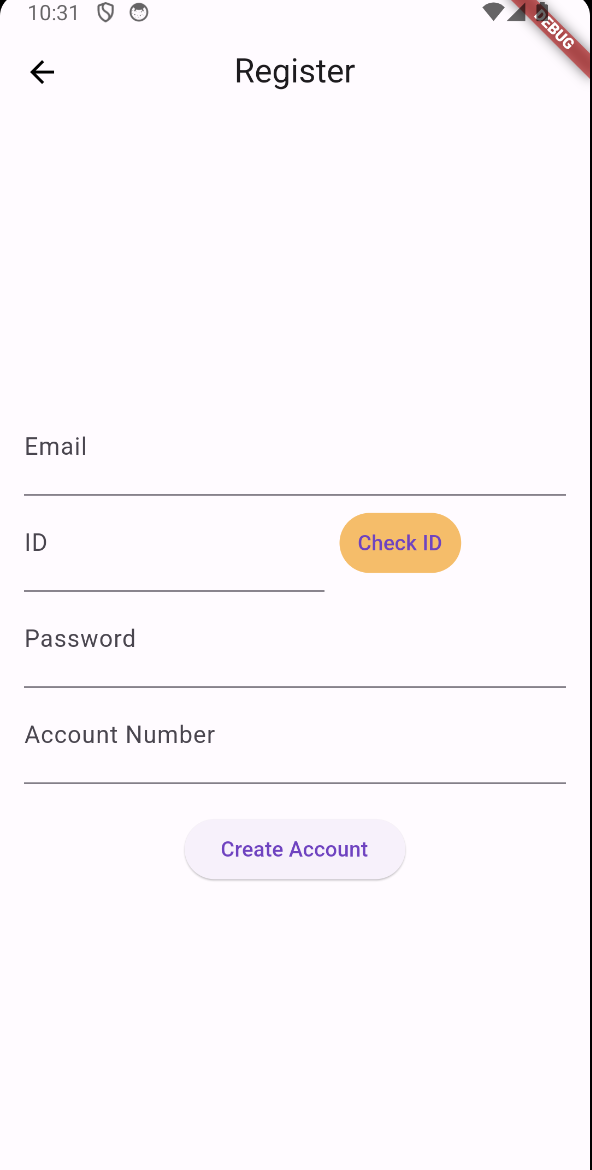 10:31
DEBUG
Register
Email
ID
Check ID
Password
Account Number
Create Account